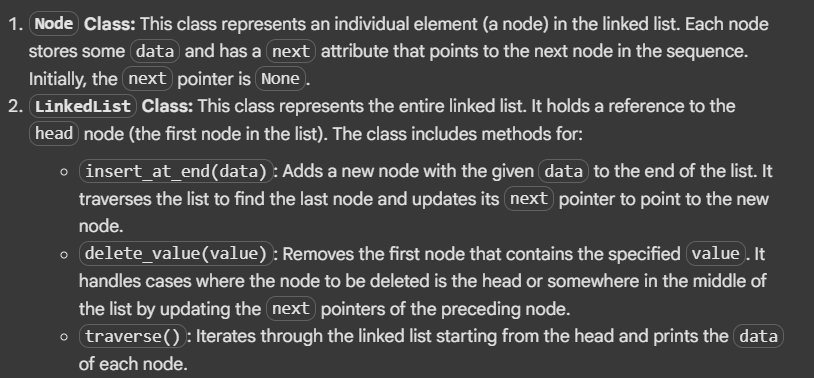 1. Node Class: This class represents an individual element (a node) in the linked list. Each node
stores some data and has a next attribute that points to the next node in the sequence.
Initially, the next pointer is None.
2. LinkedList Class: This class represents the entire linked list. It holds a reference to the
head node (the first node in the list). The class includes methods for:
○ insert_at_end(data): Adds a new node with the given data to the end of the list. It
traverses the list to find the last node and updates its next pointer to point to the new
node.
○ delete_value(value): Removes the first node that contains the specified value. It
handles cases where the node to be deleted is the head or somewhere in the middle of
the list by updating the next pointers of the preceding node.
○ traverse(): Iterates through the linked list starting from the head and prints the data
of each node.